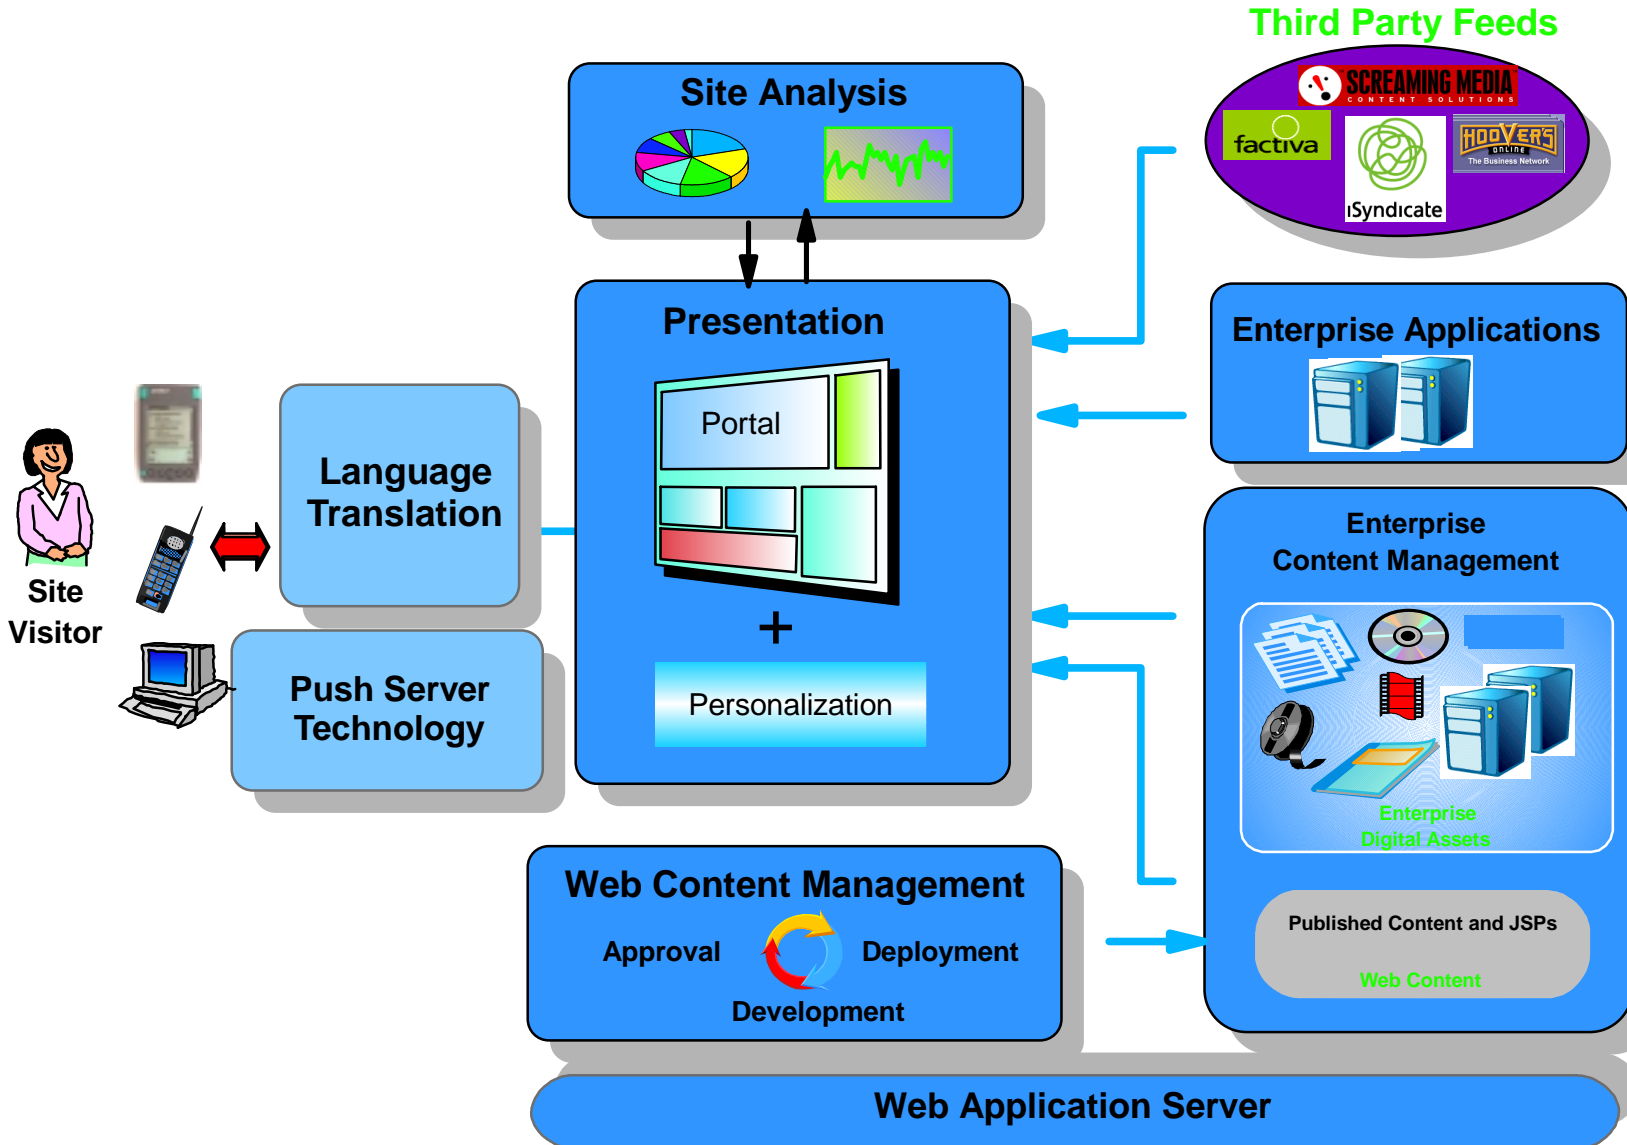 Third Party Feeds
SCREAMING MEDIA
CONTENT SOLUTIONS
factiva
iSyndicate
HOOVER'S
ONLINE
The Business Network
Site Analysis
Presentation
Portal
+
Personalization
Enterprise Applications
Language
Translation
Site
Visitor
Push Server
Technology
Enterprise
Content Management
Enterprise
Digital Assets
Published Content and JSPs
Web Content
Web Content Management
Approval
Deployment
Development
Web Application Server